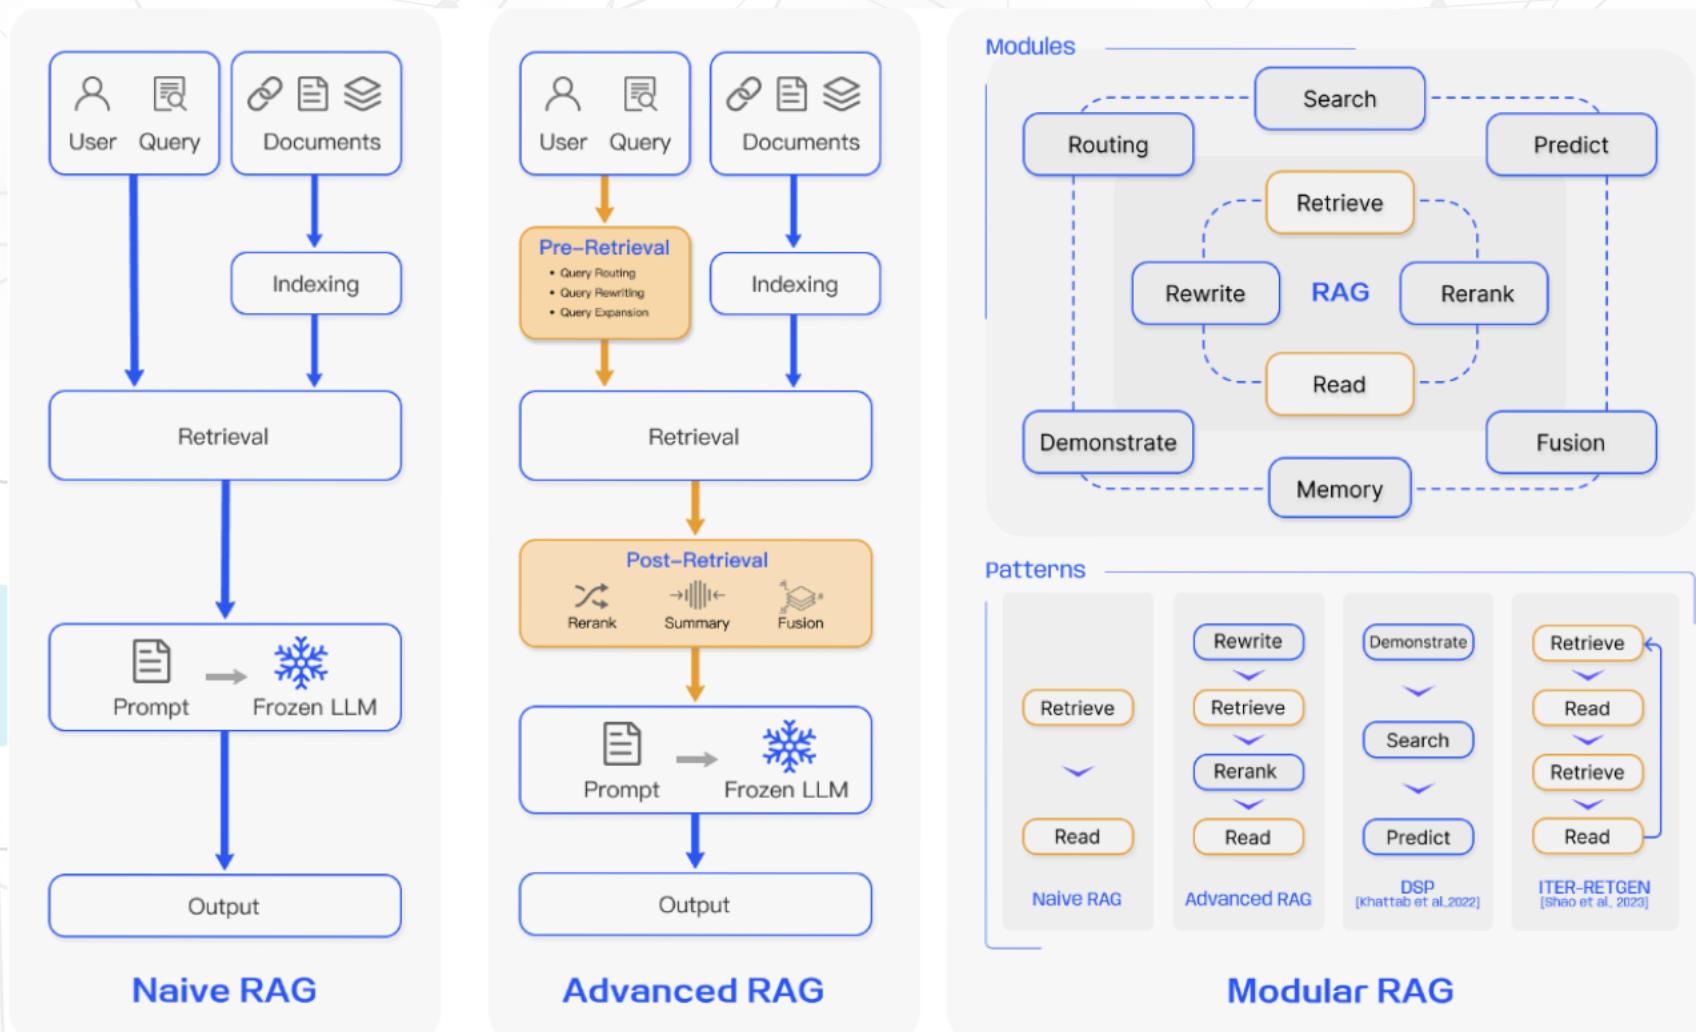 User Query
Documents
Indexing
Retrieval
Prompt
Frozen LLM
Output
Naive RAG
User Query
Documents
Pre-Retrieval
• Query Routing
• Query Rewriting
• Query Expansion
Indexing
Retrieval
Post-Retrieval
Rerank
Summary
Fusion
Prompt
Frozen LLM
Output
Advanced RAG
Modules
Search
Routing
Predict
Retrieve
Rewrite
RAG
Rerank
Read
Demonstrate
Fusion
Memory
Patterns
Retrieve
Read
Naive RAG
Rewrite
Retrieve
Rerank
Read
Advanced RAG
Demonstrate
Search
Predict
DSP
[Khattab et al.,2022]
Retrieve
Read
Retrieve
Read
ITER-RETGEN
[Shao et al., 2023]
Modular RAG